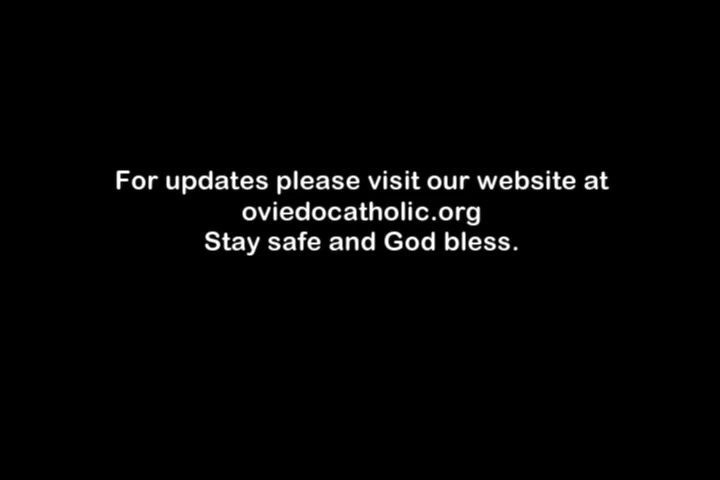 For updates please visit our website at
oviedocatholic.org
Stay safe and God bless.